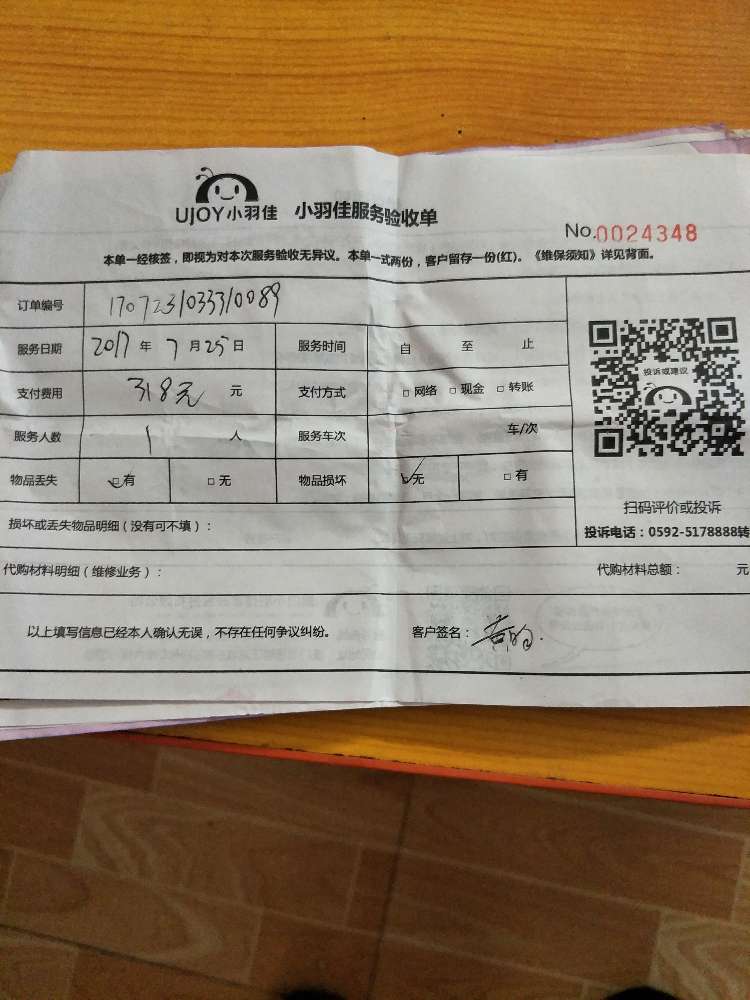 UJOY小羽佳 小羽佳服务验收单
No.0024348
本单一经核签，即视为对本次服务验收无异议。本单一式两份，客户留存一份(红)。《维保须知》详见背面。
订单编号 1707231033310089
服务日期 2017 年 7 月 25 日 服务时间 自 至 止
支付费用 318元 元 支付方式 □ 网络 □ 现金 □ 转账
服务人数 1 人 服务车次 车/次
物品丢失 □ 有 □ 无 物品损坏 □ 无 □ 有
投诉或建议
扫码评价或投诉
投诉电话：0592-5178888转
损坏或丢失物品明细（没有可不填）：
代购材料明细（维修业务）： 代购材料总额： 元
以上填写信息已经本人确认无误，不存在任何争议纠纷。 客户签名：